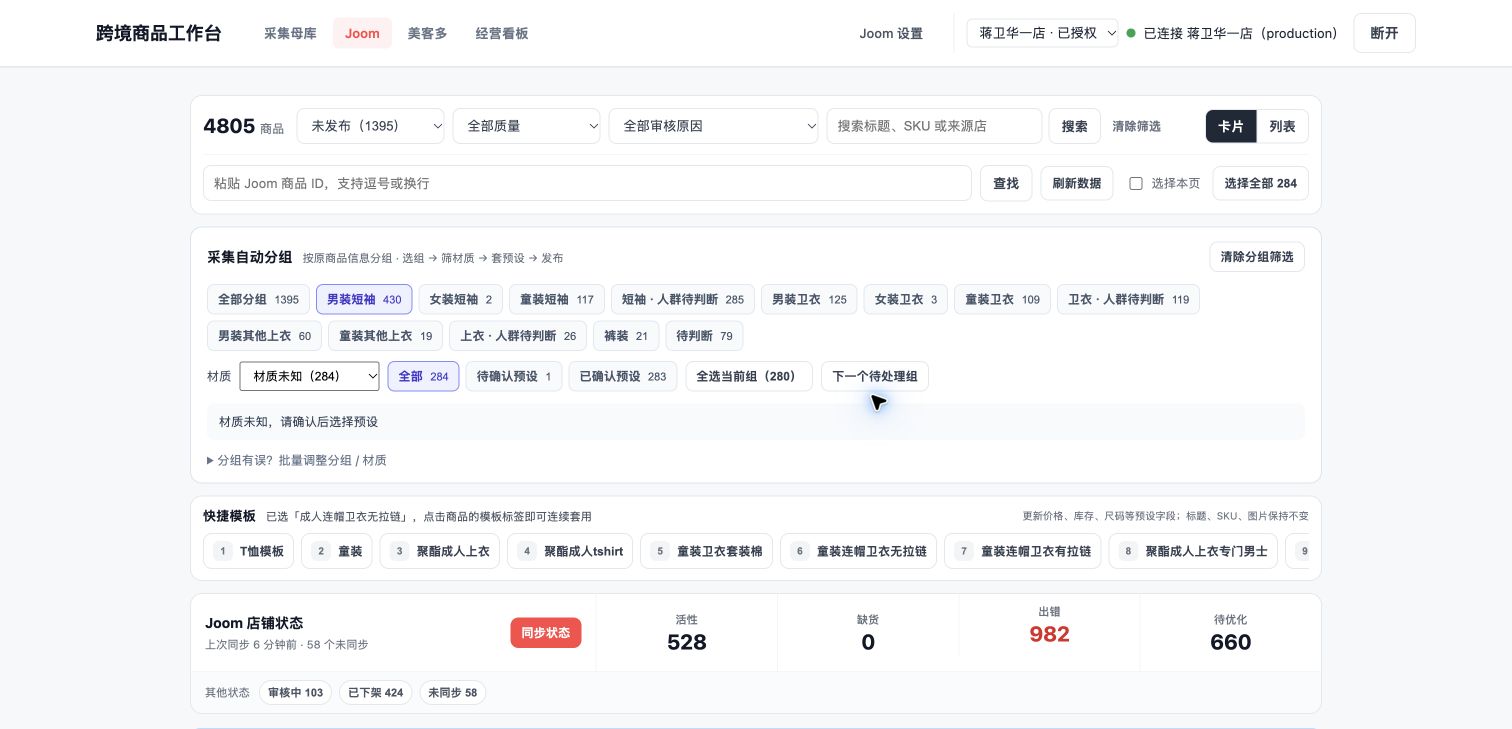 跨境商品工作台 采集母库 Joom 美客多 经营看板 Joom 设置 蒋卫华一店 · 已授权 已连接 蒋卫华一店（production） 断开
4805 商品 未发布（1395） 全部质量 全部审核原因 搜索标题、SKU 或来源店 搜索 清除筛选 卡片 列表
粘贴 Joom 商品 ID，支持逗号或换行 查找 刷新数据 选择本页 选择全部 284
采集自动分组 按原商品信息分组 · 选组 → 筛材质 → 套预设 → 发布 清除分组筛选
全部分组 1395 男装短袖 430 女装短袖 2 童装短袖 117 短袖 · 人群待判断 285 男装卫衣 125 女装卫衣 3 童装卫衣 109 卫衣 · 人群待判断 119
男装其他上衣 60 童装其他上衣 19 上衣 · 人群待判断 26 裤装 21 待判断 79
材质 材质未知（284） 全部 284 待确认预设 1 已确认预设 283 全选当前组（280） 下一个待处理组
材质未知，请确认后选择预设
▶ 分组有误？批量调整分组 / 材质
快捷模板 已选「成人连帽卫衣无拉链」，点击商品的模板标签即可连续套用 更新价格、库存、尺码等预设字段；标题、SKU、图片保持不变
1 T恤模板 2 童装 3 聚酯成人上衣 4 聚酯成人tshirt 5 童装卫衣套装棉 6 童装连帽卫衣无拉链 7 童装连帽卫衣有拉链 8 聚酯成人上衣专门男士 9
Joom 店铺状态 同步状态 活性 缺货 出错 待优化
上次同步 6 分钟前 · 58 个未同步 528 0 982 660
其他状态 审核中 103 已下架 424 未同步 58